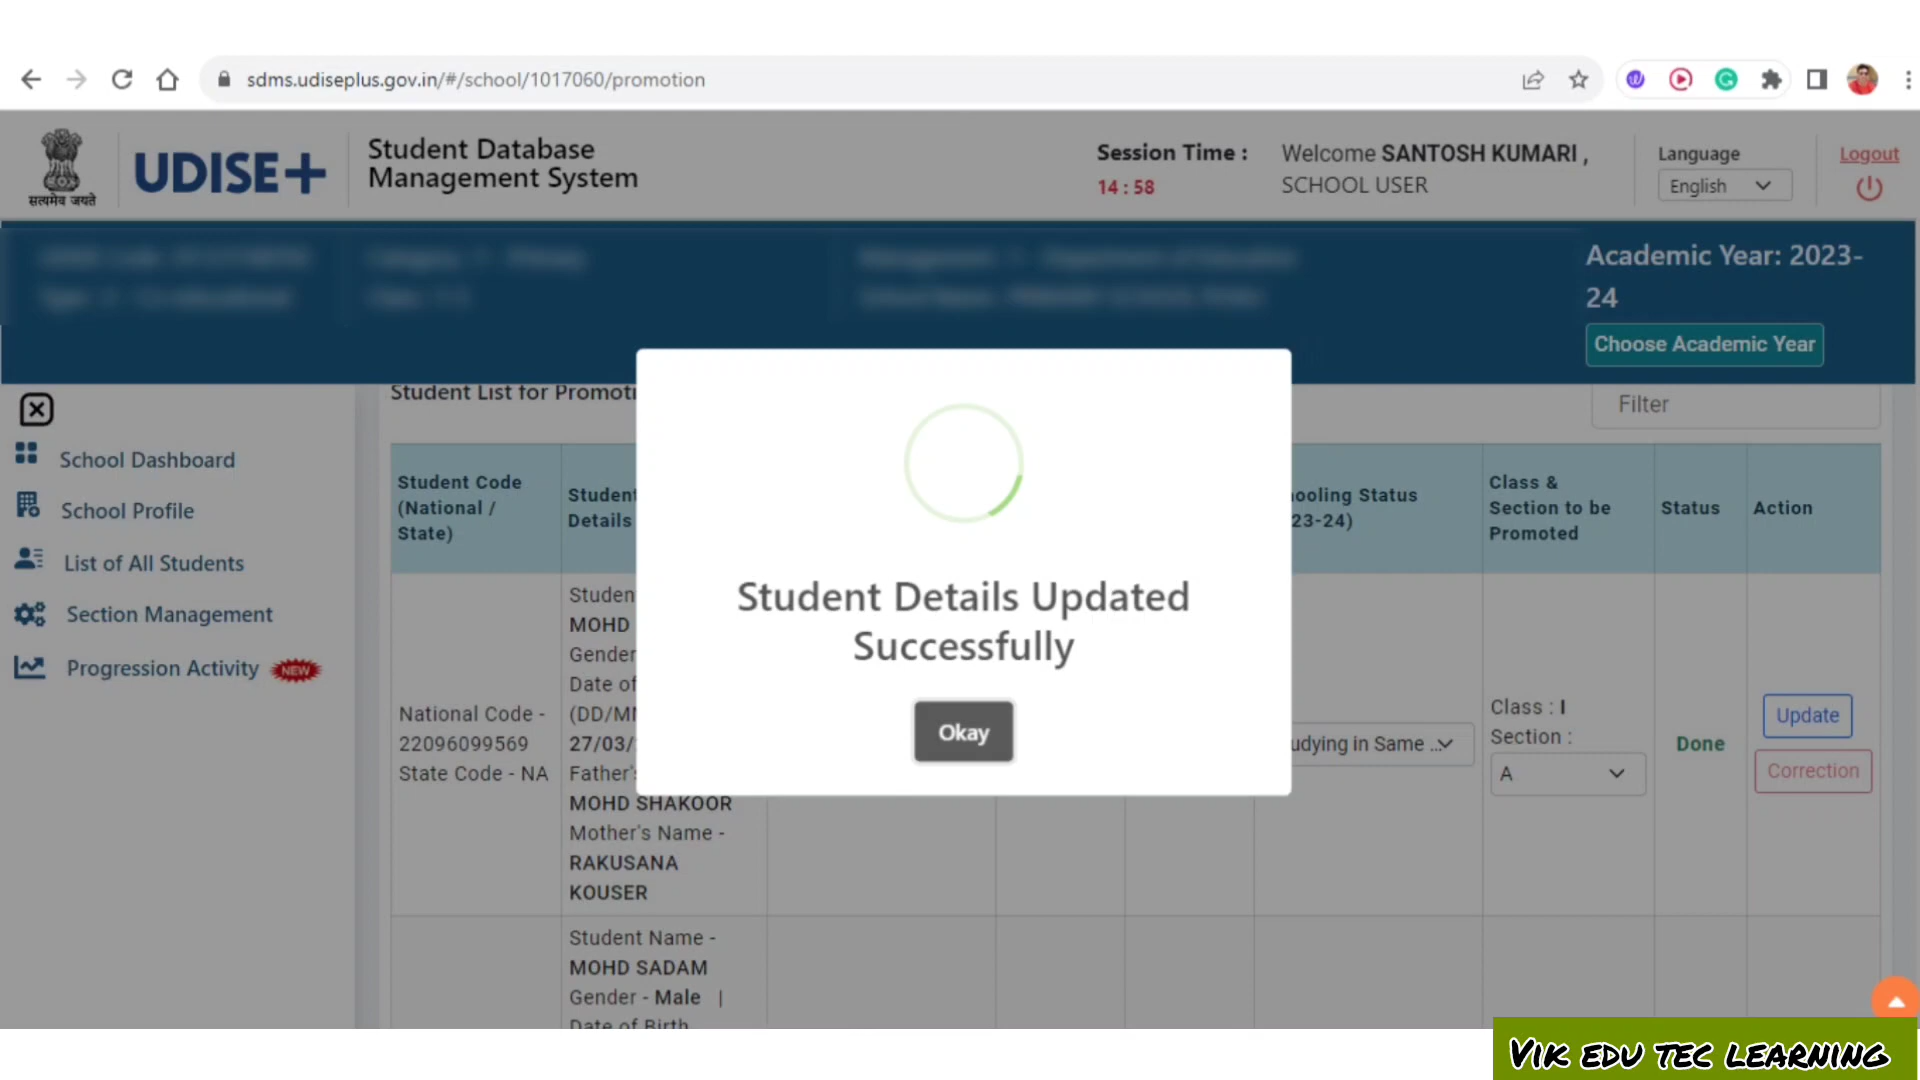 sdms.udiseplus.gov.in/#/school/1017060/promotion
सत्यमेव जयते
UDISE+
Student Database
Management System
Session Time :
14 : 58
Welcome SANTOSH KUMARI ,
SCHOOL USER
Language
English
Logout
Academic Year: 2023-
24
Choose Academic Year
School Dashboard
School Profile
List of All Students
Section Management
Progression Activity NEW
Student List for Promoti
Filter
Student Code
(National /
State)
Student
Details
hooling Status
23-24)
Class &
Section to be
Promoted
Status
Action
National Code -
22096099569
State Code - NA
Studen
MOHD
Gender
Date of
(DD/MM
27/03/
Father's
MOHD SHAKOOR
Mother's Name -
RAKUSANA
KOUSER
udying in Same ...
Class : I
Section :
A
Done
Update
Correction
Student Name -
MOHD SADAM
Gender - Male |
Date of Birth
Student Details Updated
Successfully
Okay
VIK EDU TEC LEARNING